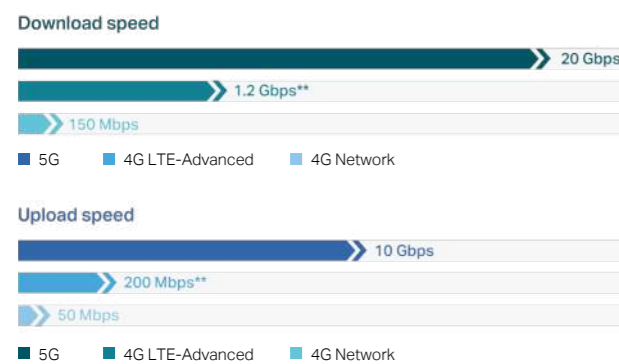 Download speed
20 Gbps
1.2 Gbps**
150 Mbps
5G 4G LTE-Advanced 4G Network
Upload speed
10 Gbps
200 Mbps**
50 Mbps
5G 4G LTE-Advanced 4G Network